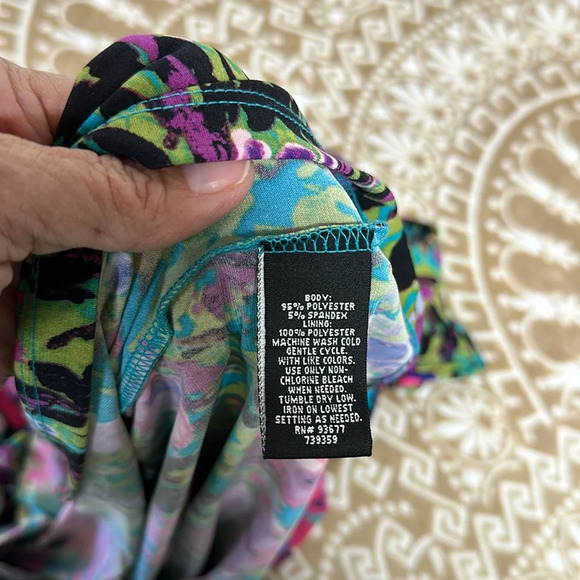 BODY:
95% POLYESTER
5% SPANDEX
LINING:
100% POLYESTER
MACHINE WASH COLD
GENTLE CYCLE.
WITH LIKE COLORS.
USE ONLY NON-
CHLORINE BLEACH
WHEN NEEDED.
TUMBLE DRY LOW.
IRON ON LOWEST
SETTING AS NEEDED.
RN# 93677
739359